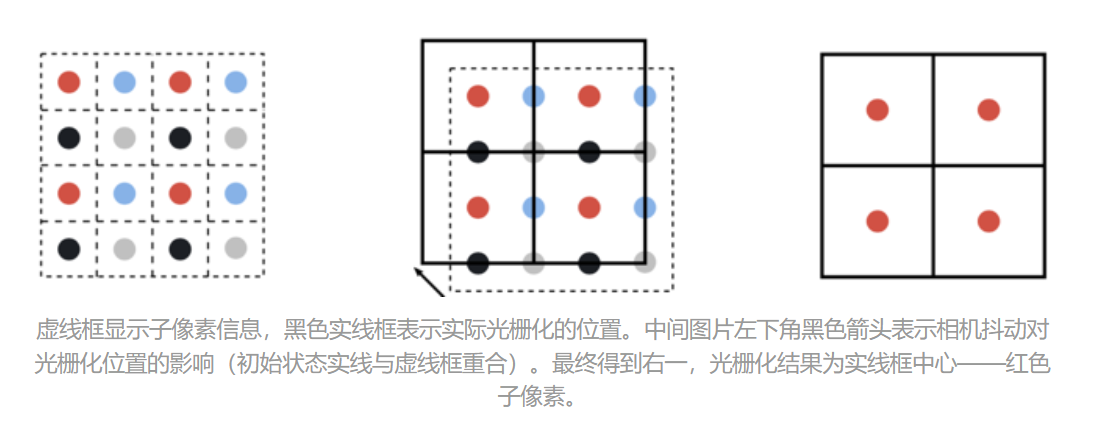 虚线框显示子像素信息，黑色实线框表示实际光栅化的位置。中间图片左下角黑色箭头表示相机抖动对
光栅化位置的影响（初始状态实线与虚线框重合）。最终得到右一，光栅化结果为实线框中心——红色
子像素。